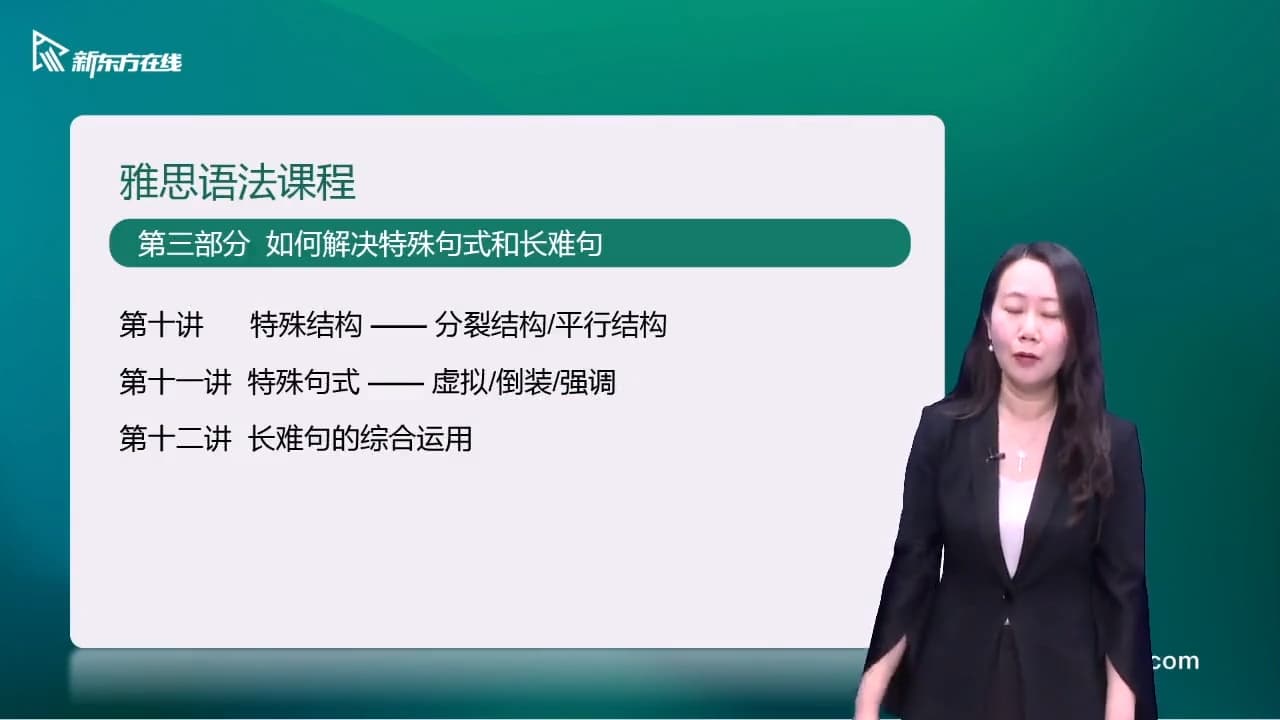 新东方在线
雅思语法课程
第三部分 如何解决特殊句式和长难句
第十讲 特殊结构 —— 分裂结构/平行结构
第十一讲 特殊句式 —— 虚拟/倒装/强调
第十二讲 长难句的综合运用
.com